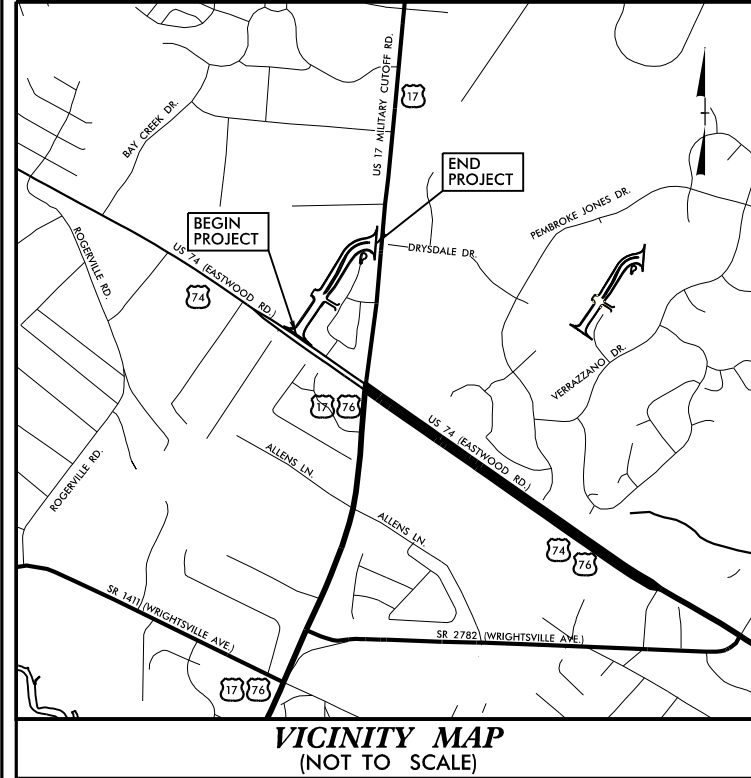 BAY CREEK DR.
US 17 MILITARY CUTOFF RD.
17
END
PROJECT
BEGIN
PROJECT
PEMBROKE JONES DR.
DRYSDALE DR.
ROGERVILLE RD.
US 74 (EASTWOOD RD.)
74
VERRAZZANO DR.
17 76
US 74 (EASTWOOD RD.)
ROGERVILLE RD.
ALLENS LN.
ALLENS LN.
74
76
SR 1411 (WRIGHTSVILLE AVE.)
SR 2782 (WRIGHTSVILLE AVE.)
17 76
VICINITY MAP
(NOT TO SCALE)